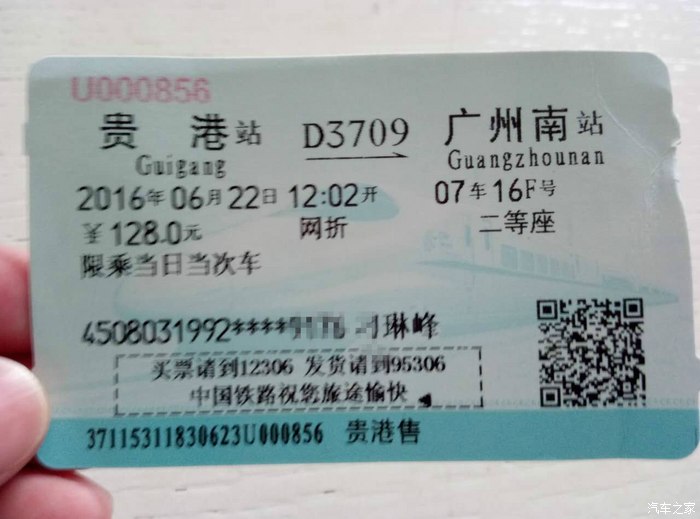 U000856
贵 港站 D3709 广州南站
Guigang Guangzhounan
2016年06月22日 12:02开 07车16F号
¥128.0元 网折 二等座
限乘当日当次车
4508031992**** 琳峰
买票请到12306 发货请到95306
中国铁路祝您旅途愉快
37115311830623U000856 贵港售
汽车之家